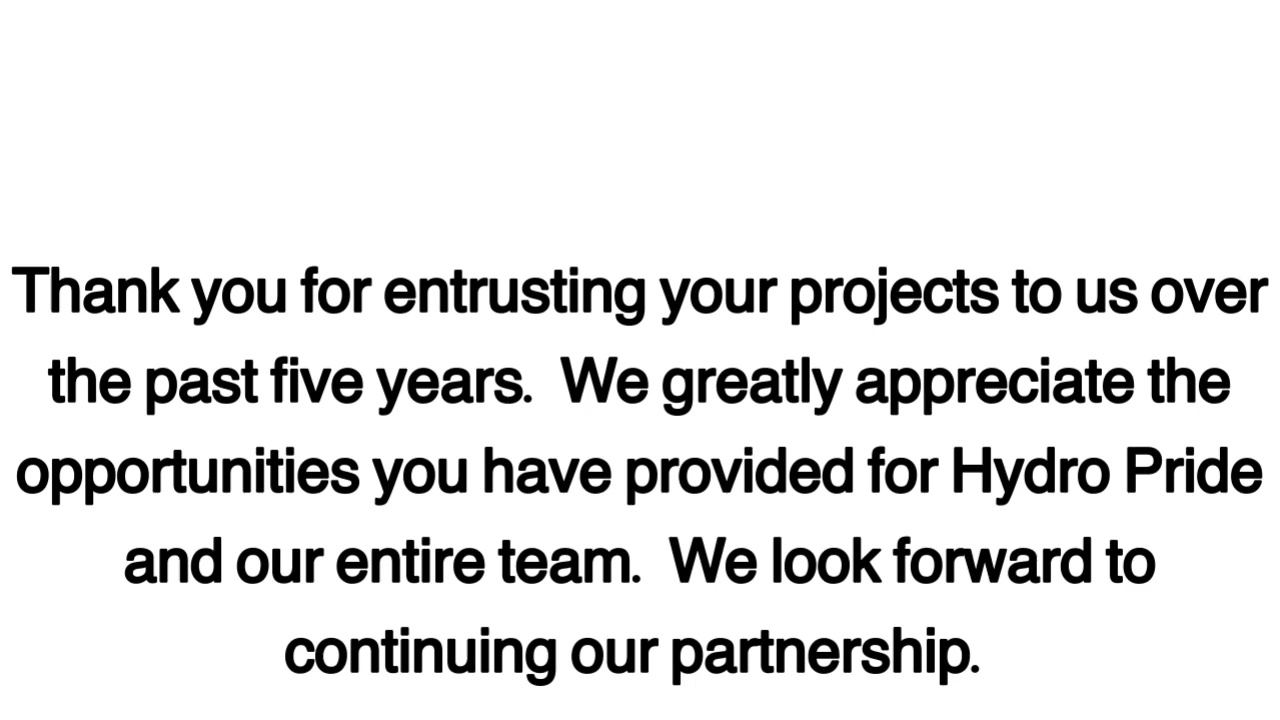 Thank you for entrusting your projects to us over
the past five years.  We greatly appreciate the
opportunities you have provided for Hydro Pride
and our entire team.  We look forward to
continuing our partnership.